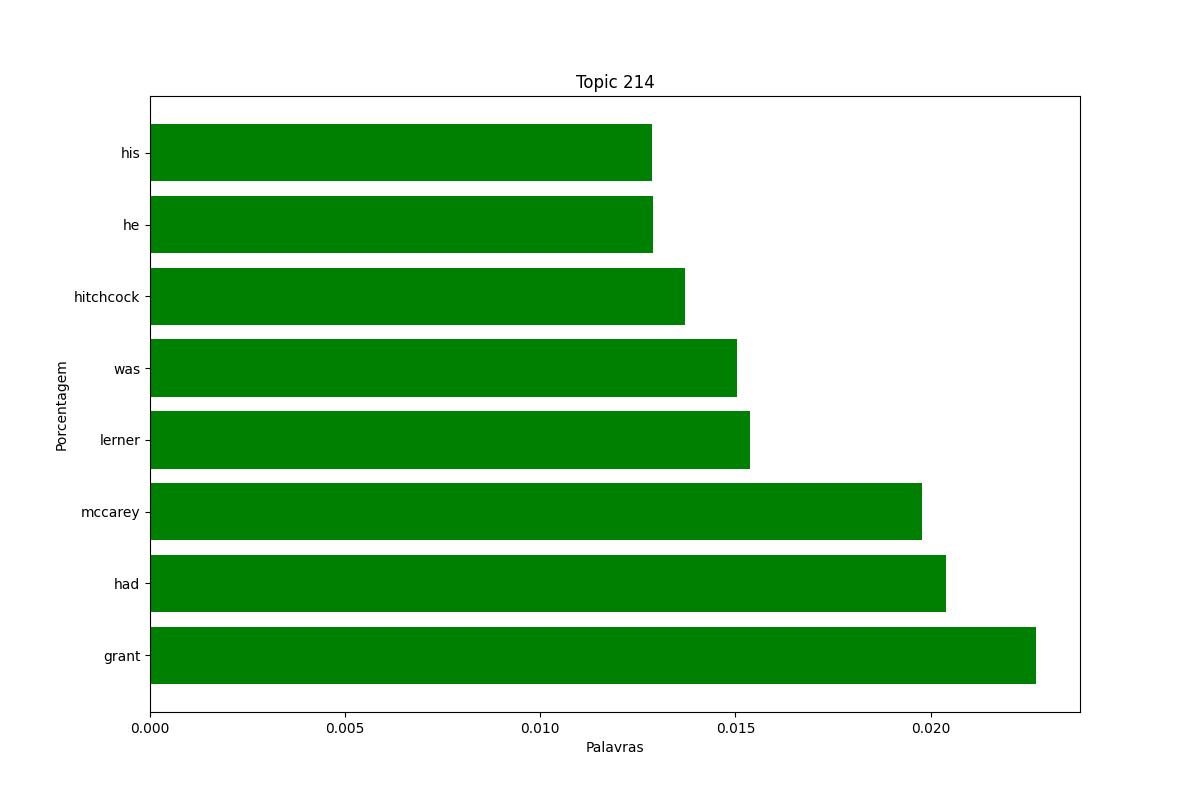 Topic 214
his
he
hitchcock
was
lerner
mccarey
had
grant
Porcentagem
0.000 0.005 0.010 0.015 0.020
Palavras